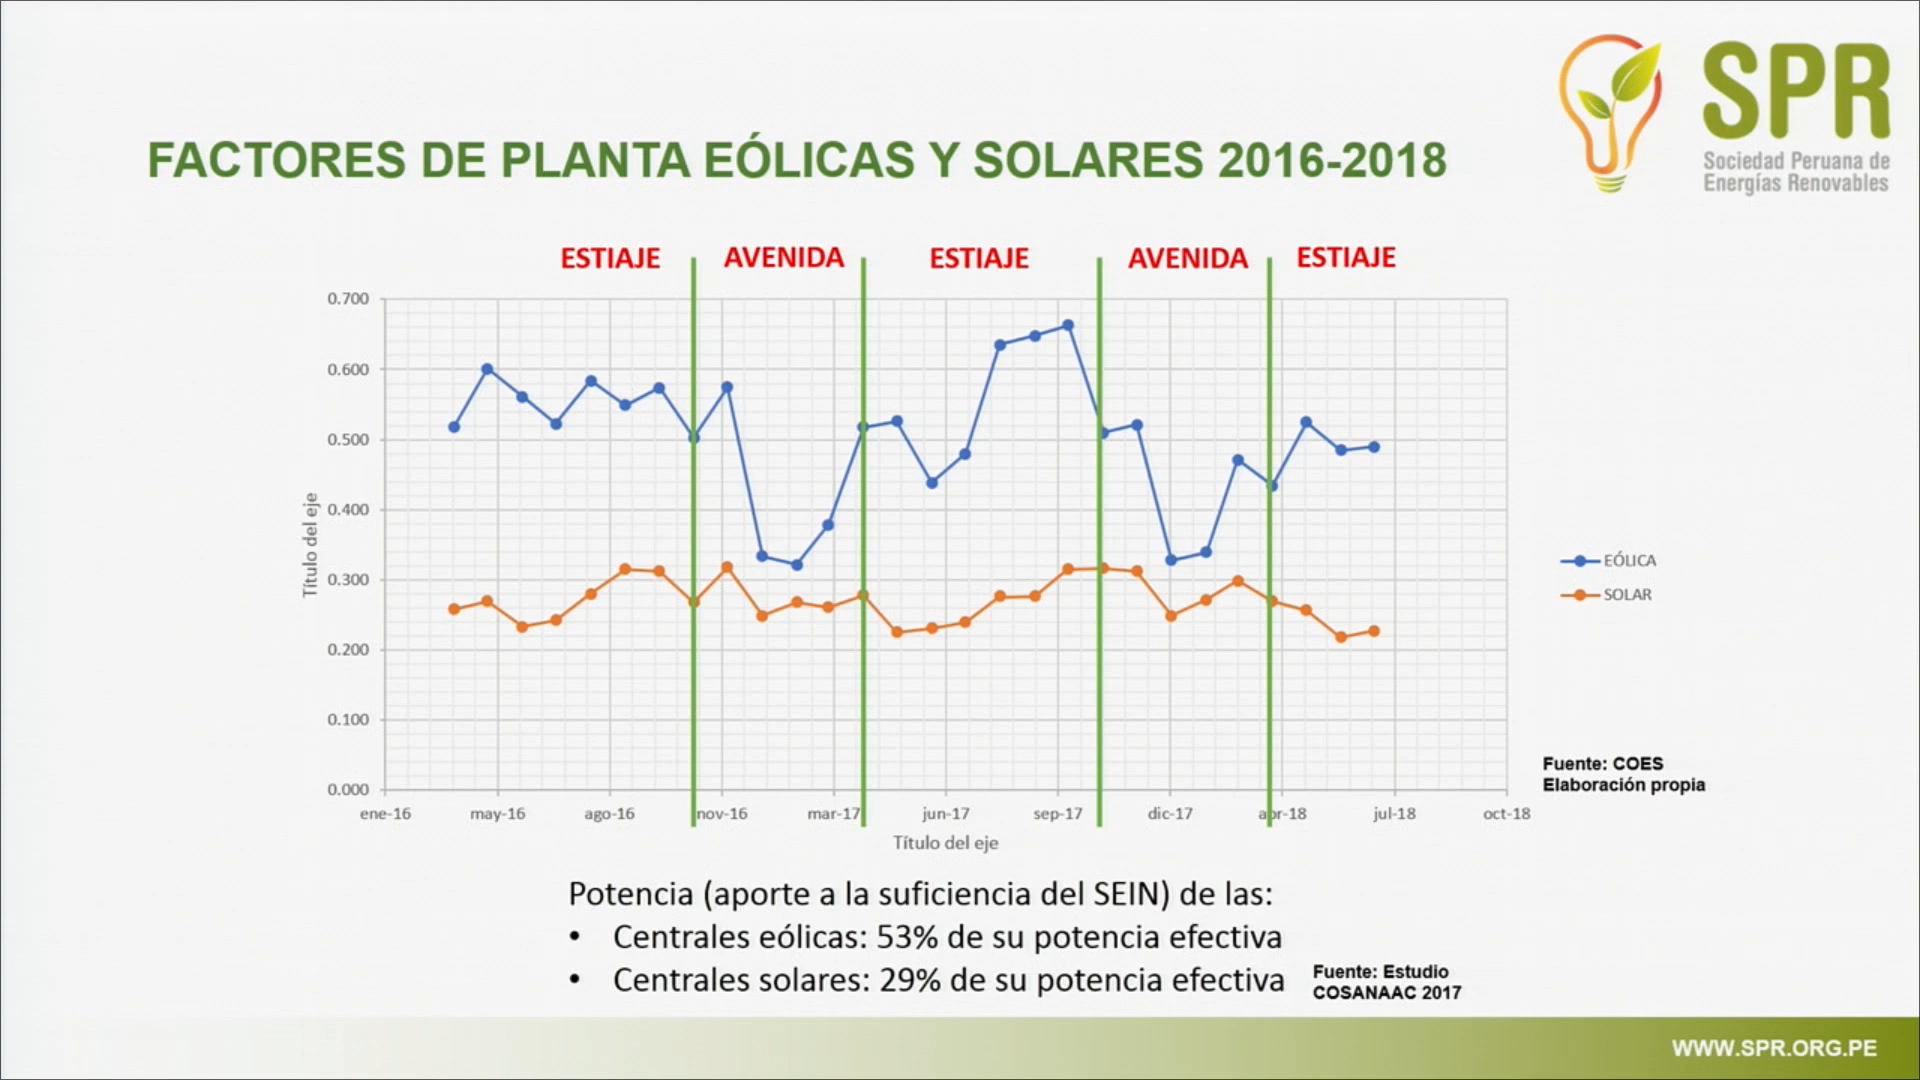 SPR
Sociedad Peruana de
Energías Renovables
FACTORES DE PLANTA EÓLICAS Y SOLARES 2016-2018
ESTIAJE AVENIDA ESTIAJE AVENIDA ESTIAJE
0.700
0.600
0.500
0.400
0.300
0.200
0.100
0.000
Título del eje
ene-16 may-16 ago-16 nov-16 mar-17 jun-17 sep-17 dic-17 abr-18 jul-18 oct-18
Título del eje
EÓLICA
SOLAR
Fuente: COES
Elaboración propia
Potencia (aporte a la suficiencia del SEIN) de las:
• Centrales eólicas: 53% de su potencia efectiva
• Centrales solares: 29% de su potencia efectiva
Fuente: Estudio
COSANAAC 2017
WWW.SPR.ORG.PE